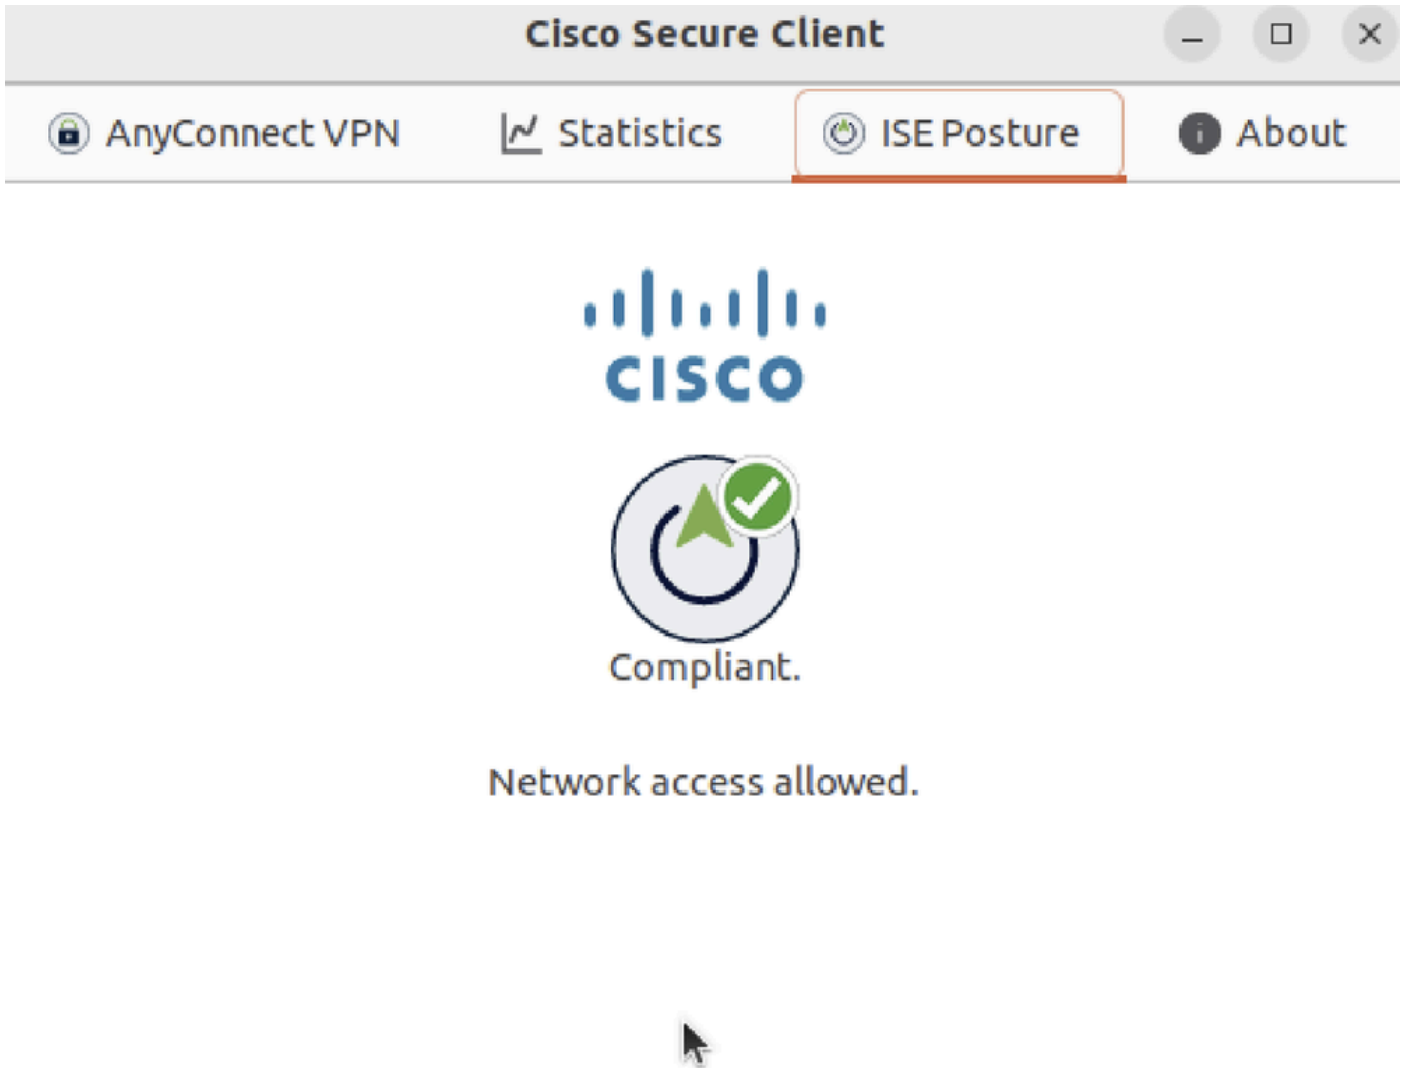 Cisco Secure Client
AnyConnect VPN Statistics ISE Posture About
CISCO
Compliant.
Network access allowed.